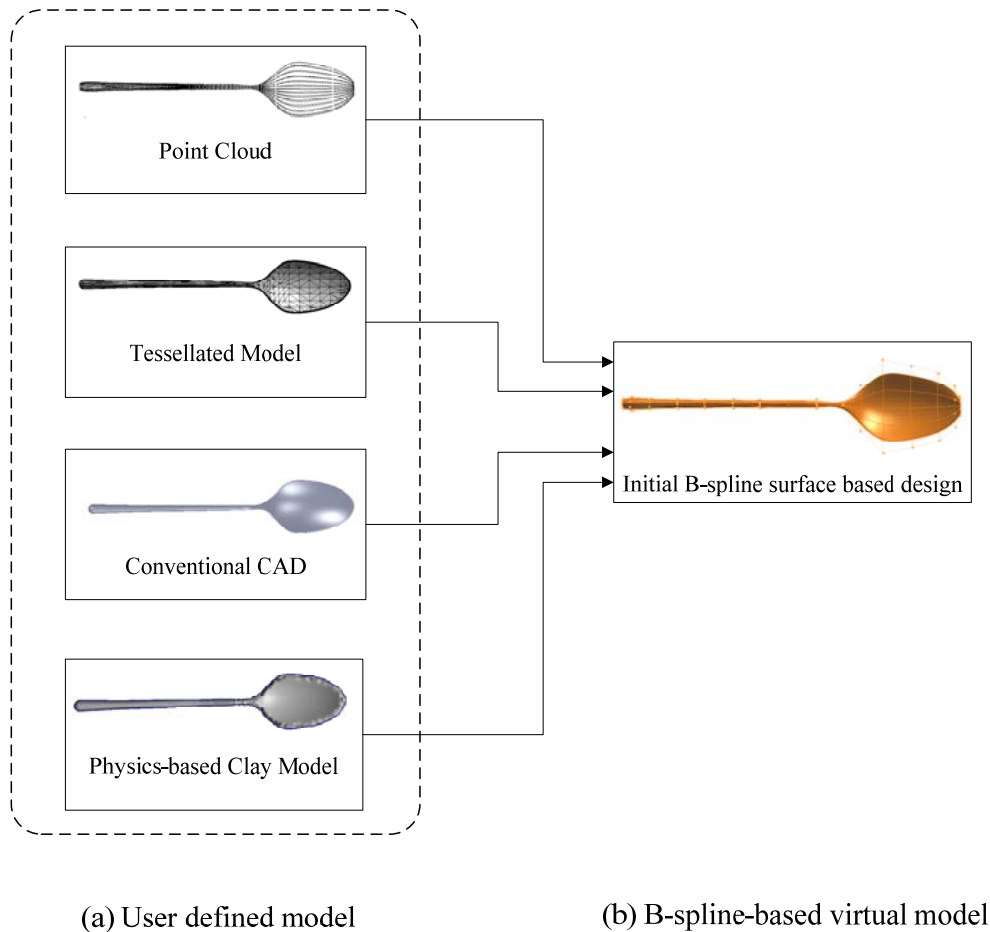 Point Cloud
Tessellated Model
Conventional CAD
Physics-based Clay Model
Initial B-spline surface based design
(a) User defined model
(b) B-spline-based virtual model